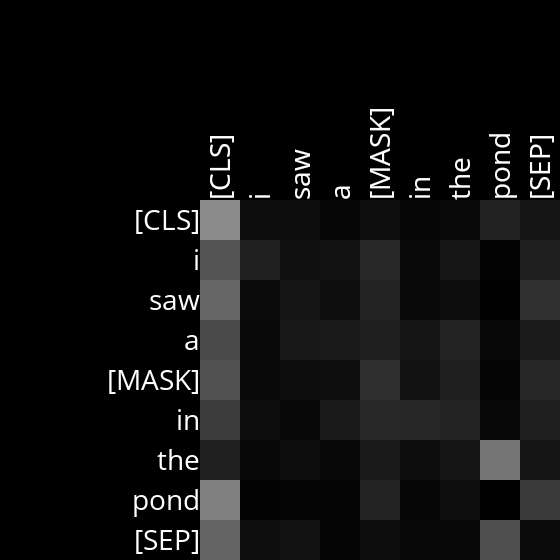 [CLS] i saw a [MASK] in the pond [SEP]
[CLS]
i
saw
a
[MASK]
in
the
pond
[SEP]